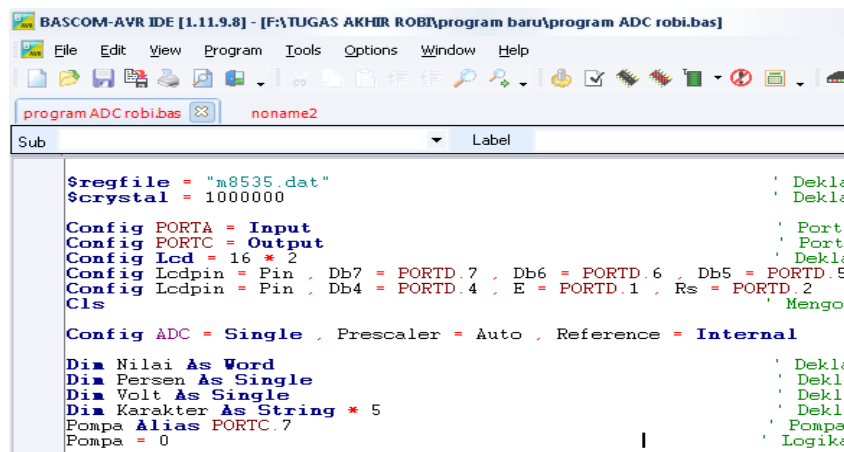 BASCOM-AVR IDE [1.11.9.8] - [F:\TUGAS AKHIR ROBI\program baru\program ADC robi.bas]
File Edit View Program Tools Options Window Help
program ADC robi.bas noname2
Sub Label
$regfile = "m8535.dat" ' Dekla
$crystal = 1000000 ' Dekla
Config PORTA = Input ' Port
Config PORTC = Output ' Port
Config Lcd = 16 * 2 ' Dekla
Config Lcdpin = Pin , Db7 = PORTD.7 , Db6 = PORTD.6 , Db5 = PORTD.5
Config Lcdpin = Pin , Db4 = PORTD.4 , E = PORTD.1 , Rs = PORTD.2
Cls ' Mengo
Config ADC = Single , Prescaler = Auto , Reference = Internal
Dim Nilai As Word ' Dekla
Dim Persen As Single ' Dekl
Dim Volt As Single ' Dekl
Dim Karakter As String * 5 ' Dekl
Pompa Alias PORTC.7 ' Pompa
Pompa = 0 ' Logika